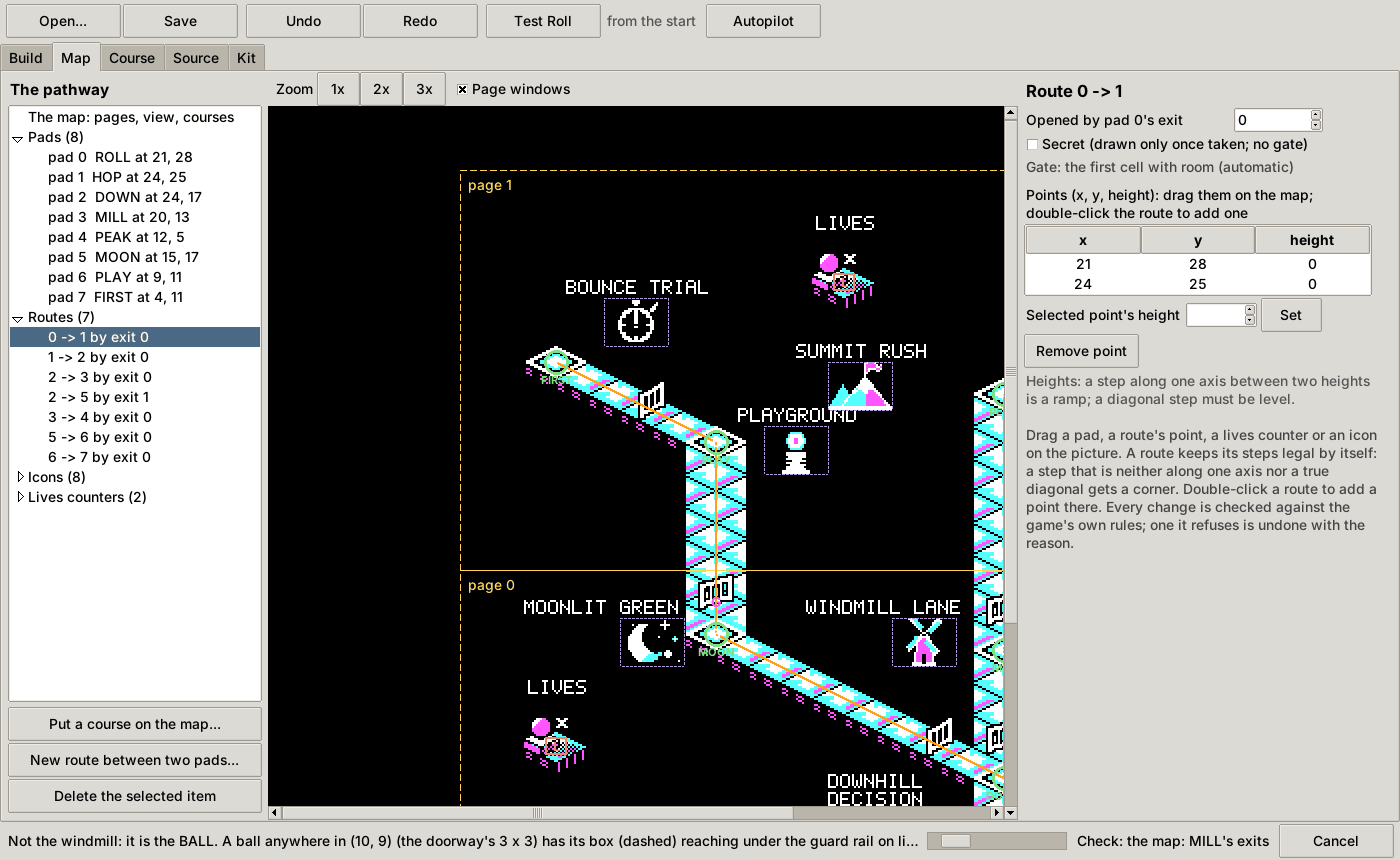 Open... Save Undo Redo Test Roll from the start Autopilot
Build Map Course Source Kit
The pathway
The map: pages, view, courses
Pads (8)
pad 0 ROLL at 21, 28
pad 1 HOP at 24, 25
pad 2 DOWN at 24, 17
pad 3 MILL at 20, 13
pad 4 PEAK at 12, 5
pad 5 MOON at 15, 17
pad 6 PLAY at 9, 11
pad 7 FIRST at 4, 11
Routes (7)
0 -> 1 by exit 0
1 -> 2 by exit 0
2 -> 3 by exit 0
2 -> 5 by exit 1
3 -> 4 by exit 0
5 -> 6 by exit 0
6 -> 7 by exit 0
Icons (8)
Lives counters (2)
Put a course on the map...
New route between two pads...
Delete the selected item
Zoom 1x 2x 3x Page windows
page 1
LIVES
BOUNCE TRIAL
SUMMIT RUSH
PLAYGROUND
page 0
MOONLIT GREEN
WINDMILL LANE
LIVES
DOWNHILL
DECISION
Route 0 -> 1
Opened by pad 0's exit 0
Secret (drawn only once taken; no gate)
Gate: the first cell with room (automatic)
Points (x, y, height): drag them on the map;
double-click the route to add one
x y height
21 28 0
24 25 0
Selected point's height Set
Remove point
Heights: a step along one axis between two heights
is a ramp; a diagonal step must be level.
Drag a pad, a route's point, a lives counter or an icon
on the picture. A route keeps its steps legal by itself:
a step that is neither along one axis nor a true
diagonal gets a corner. Double-click a route to add a
point there. Every change is checked against the
game's own rules; one it refuses is undone with the
reason.
Not the windmill: it is the BALL. A ball anywhere in (10, 9) (the doorway's 3 x 3) has its box (dashed) reaching under the guard rail on li...
Check: the map: MILL's exits
Cancel